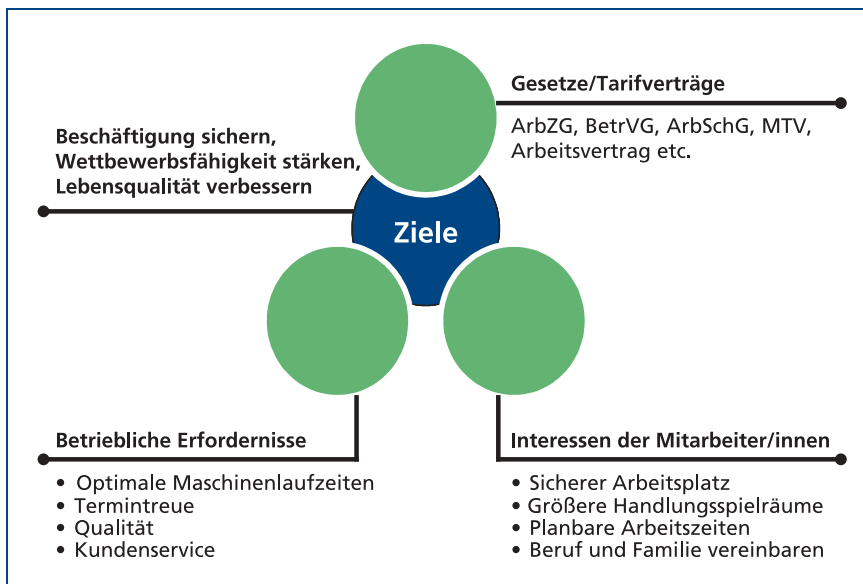 Gesetze/Tarifverträge
ArbZG, BetrVG, ArbSchG, MTV,
Arbeitsvertrag etc.
Beschäftigung sichern,
Wettbewerbsfähigkeit stärken,
Lebensqualität verbessern
Ziele
Betriebliche Erfordernisse
• Optimale Maschinenlaufzeiten
• Termintreue
• Qualität
• Kundenservice
Interessen der Mitarbeiter/innen
• Sicherer Arbeitsplatz
• Größere Handlungsspielräume
• Planbare Arbeitszeiten
• Beruf und Familie vereinbaren